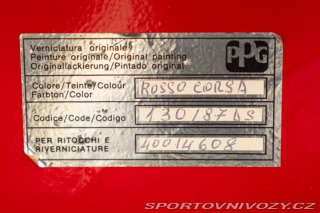 Verniciatura originale/
Peinture originale/Original painting
Originallackierung/Pintado original
PPG
Colore/Teinte/Colour
Farbton/Color
ROSSO CORSA
Codice/Code/Codigo
130/87 DS
PER RITOCCHI E
RIVERNICIATURE
40014608
SPORTOVNIVOZY.CZ